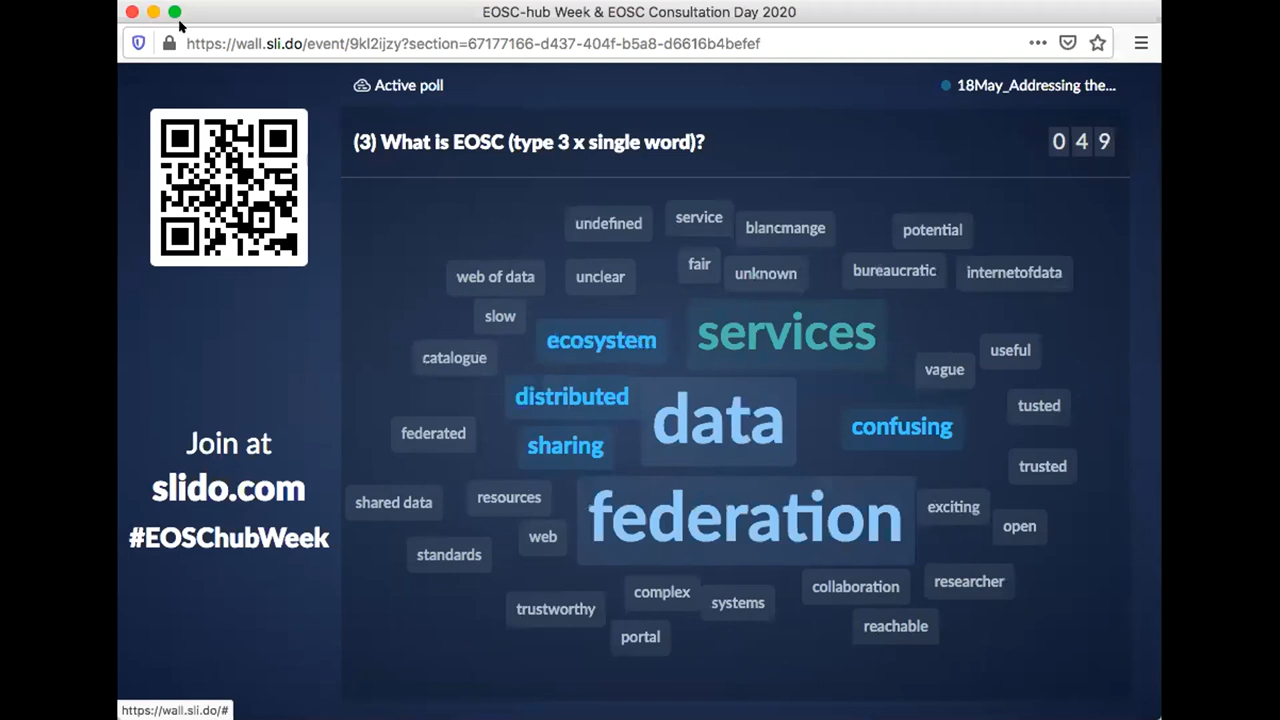 EOSC-hub Week & EOSC Consultation Day 2020
https://wall.sli.do/event/9kl2ijzy?section=67177166-d437-404f-b5a8-d6616b4befef
Active poll
18May_Addressing the...
(3) What is EOSC (type 3 x single word)?
0 4 9
undefined
service
blancmange
potential
web of data
unclear
fair
unknown
bureaucratic
internetofdata
slow
ecosystem
services
catalogue
vague
useful
distributed
data
confusing
tusted
federated
sharing
trusted
shared data
resources
federation
exciting
open
standards
web
trustworthy
complex
systems
collaboration
researcher
portal
reachable
Join at
slido.com
#EOSChubWeek
https://wall.sli.do/#